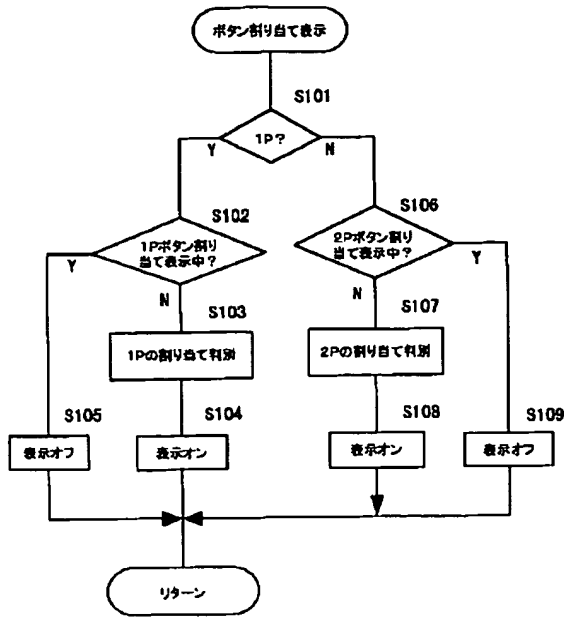 ボタン割り当て表示
S101
1P?
Y
N
S102
1Pボタン割り
当て表示中?
Y
N
S106
2Pボタン割り
当て表示中?
Y
N
S103
1Pの割り当て判別
S107
2Pの割り当て判別
S105
表示オフ
S104
表示オン
S108
表示オン
S109
表示オフ
リターン